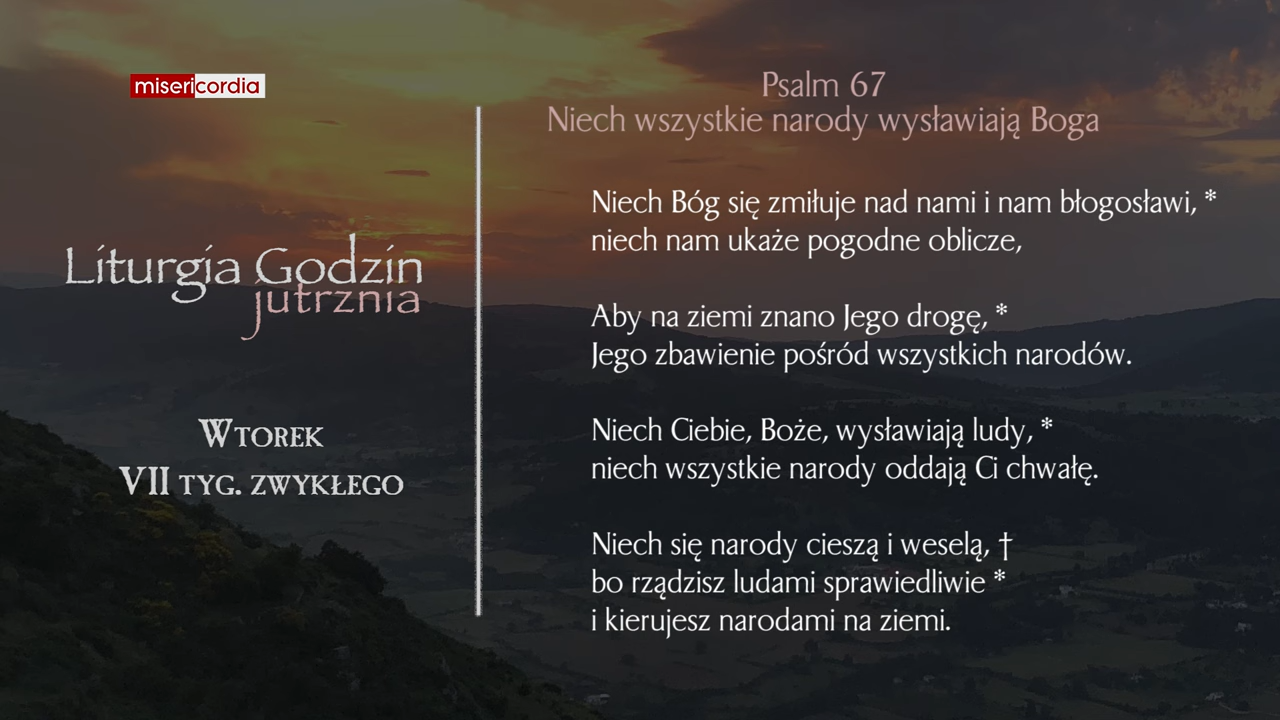 misericordia
Liturgia Godzin
jutrznia
Wtorek
VII tyg. zwykłego
Psalm 67
Niech wszystkie narody wysławiają Boga
Niech Bóg się zmiłuje nad nami i nam błogosławi, *
niech nam ukaże pogodne oblicze,
Aby na ziemi znano Jego drogę, *
Jego zbawienie pośród wszystkich narodów.
Niech Ciebie, Boże, wysławiają ludy, *
niech wszystkie narody oddają Ci chwałę.
Niech się narody cieszą i weselą, †
bo rządzisz ludami sprawiedliwie *
i kierujesz narodami na ziemi.